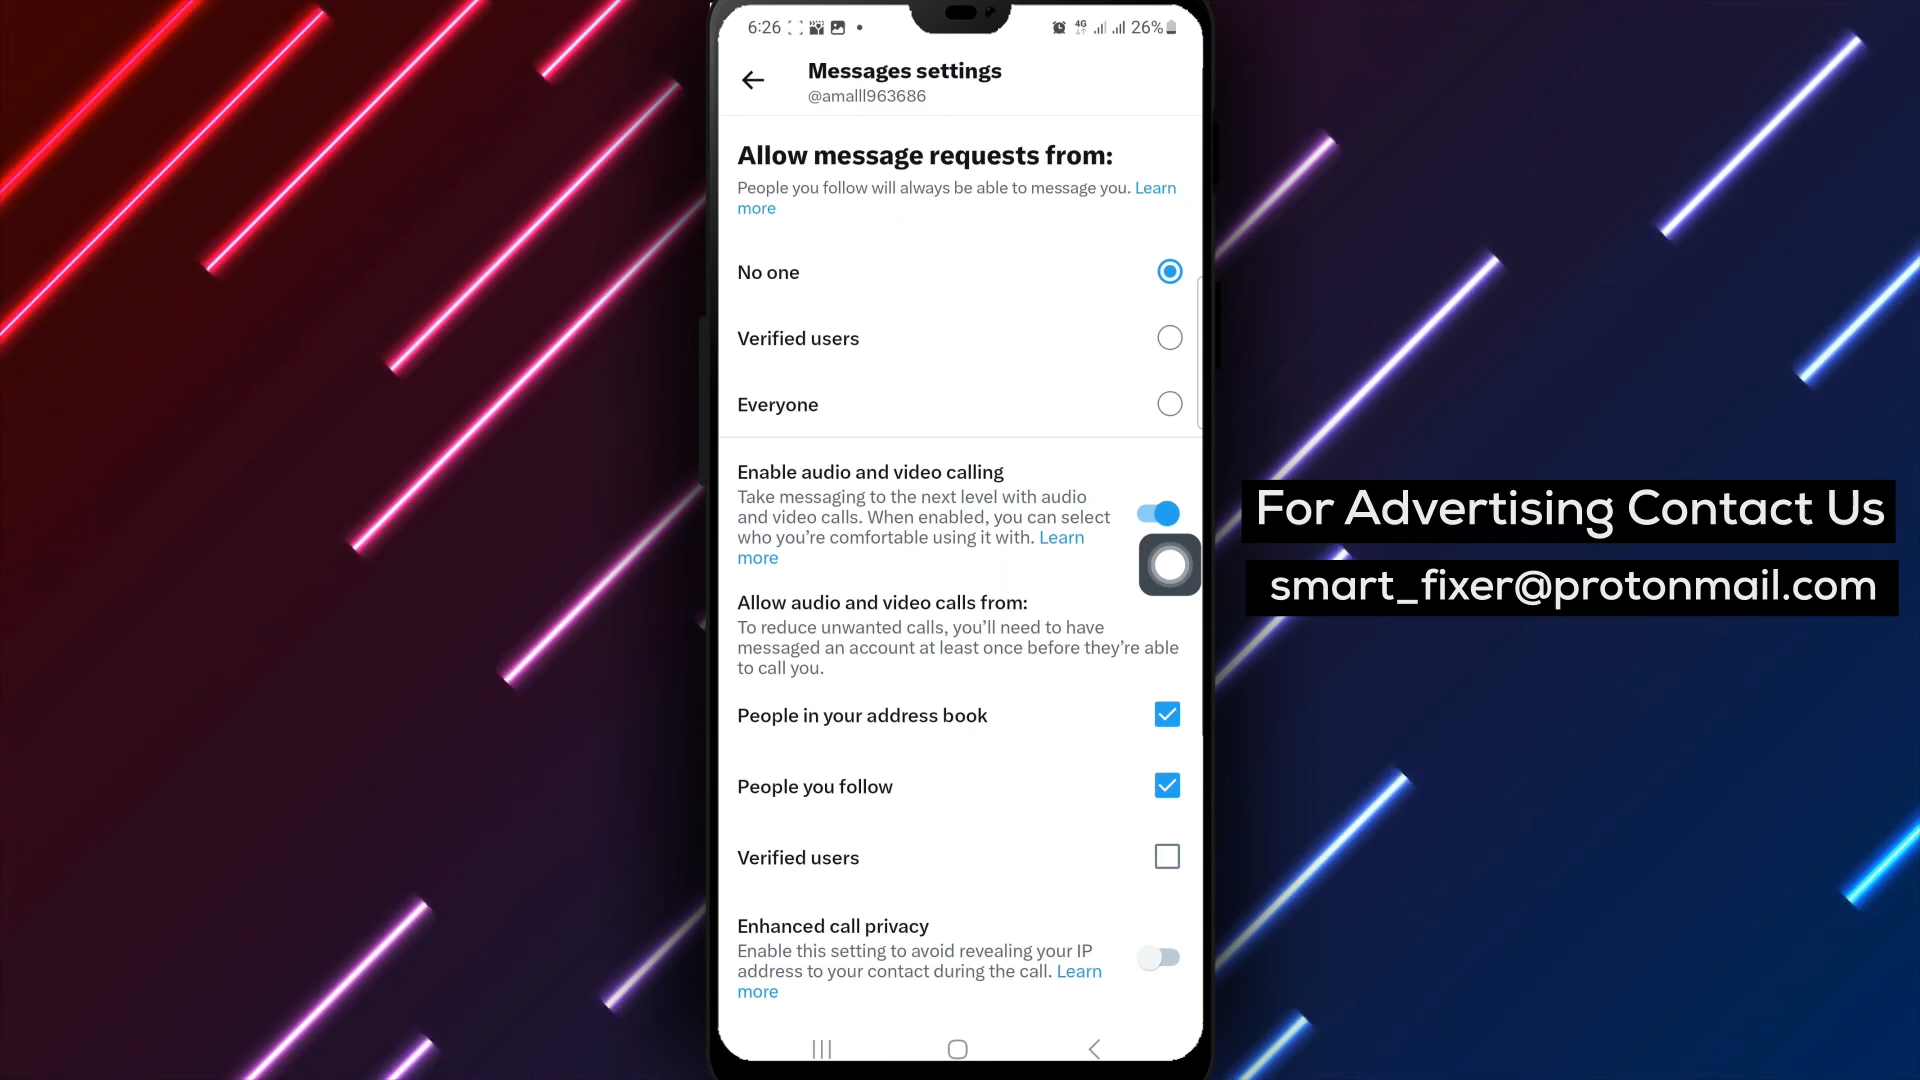 6:26
4G
26%
Messages settings
@amalll963686
Allow message requests from:
People you follow will always be able to message you. Learn
more
No one
Verified users
Everyone
Enable audio and video calling
Take messaging to the next level with audio
and video calls. When enabled, you can select
who you’re comfortable using it with. Learn
more
Allow audio and video calls from:
To reduce unwanted calls, you’ll need to have
messaged an account at least once before they’re able
to call you.
People in your address book
People you follow
Verified users
Enhanced call privacy
Enable this setting to avoid revealing your IP
address to your contact during the call. Learn
more
For Advertising Contact Us
smart_fixer@protonmail.com